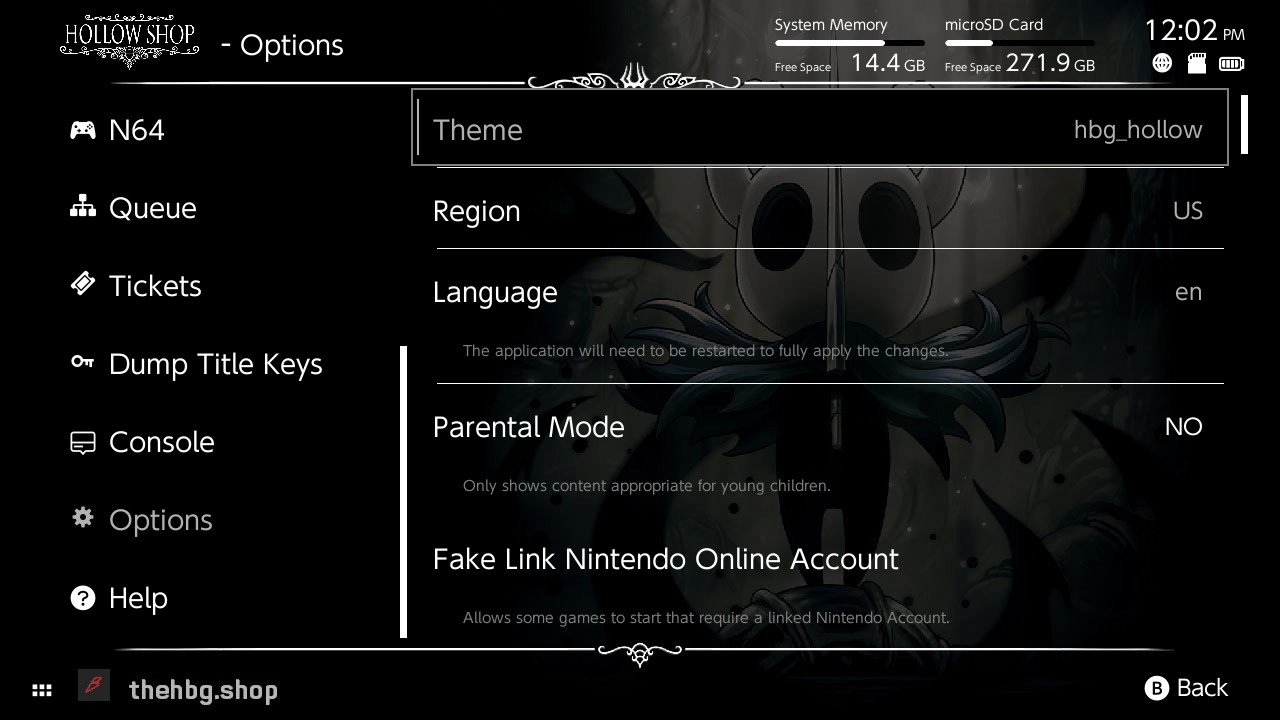 HOLLOW SHOP
- Options
System Memory
Free Space 14.4 GB
microSD Card
Free Space 271.9 GB
12:02 PM
N64
Queue
Tickets
Dump Title Keys
Console
Options
Help
Theme hbg_hollow
Region US
Language en
The application will need to be restarted to fully apply the changes.
Parental Mode NO
Only shows content appropriate for young children.
Fake Link Nintendo Online Account
Allows some games to start that require a linked Nintendo Account.
thehbg.shop
B Back